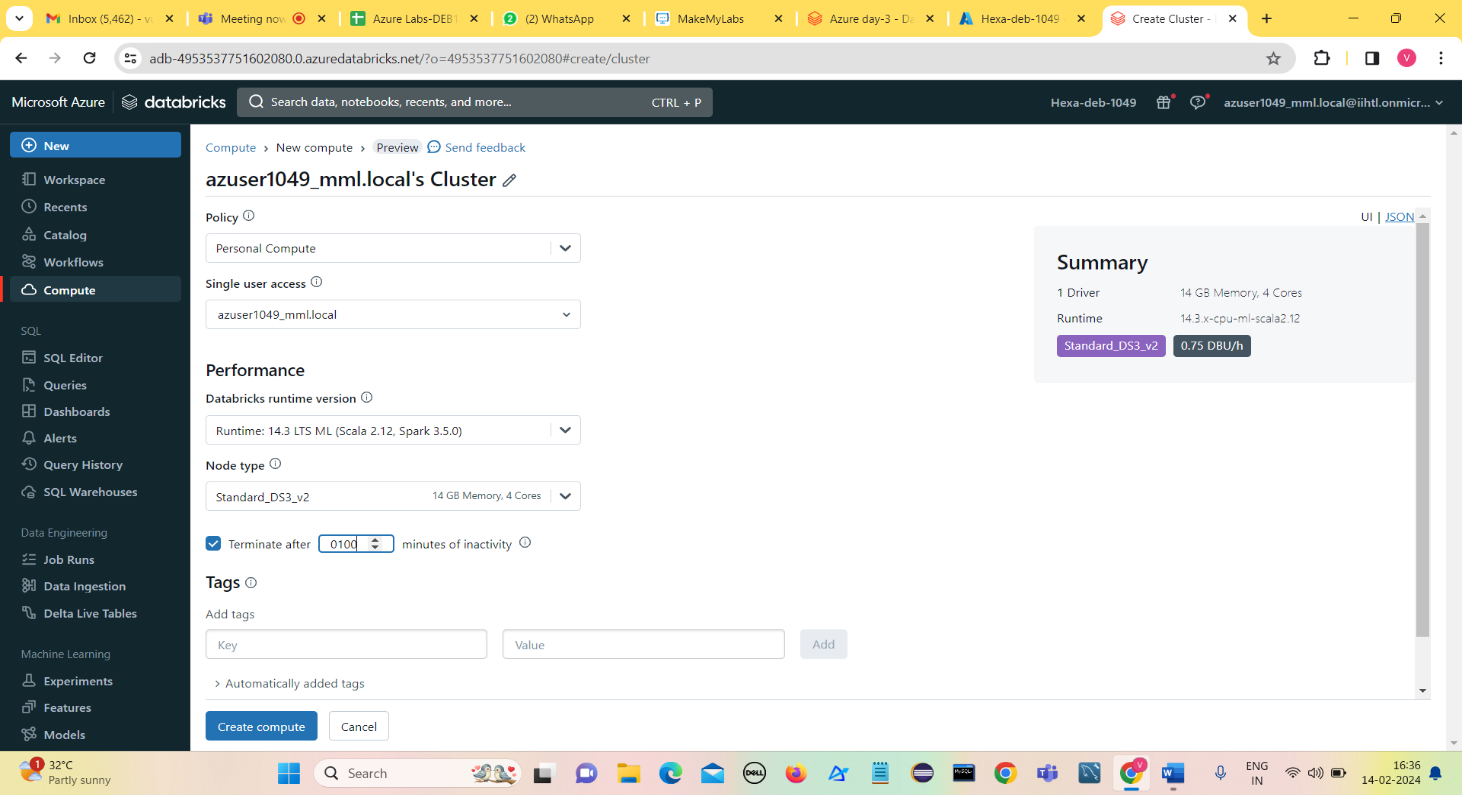 Inbox (5,462) - v
Meeting now
Azure Labs-DEB1
(2) WhatsApp
MakeMyLabs
Azure day-3 - Da
Hexa-deb-1049
Create Cluster -
adb-4953537751602080.0.azuredatabricks.net/?o=4953537751602080#create/cluster
V
Microsoft Azure
databricks
Search data, notebooks, recents, and more...
CTRL + P
Hexa-deb-1049
azuser1049_mml.local@iihtl.onmicr...
New
Workspace
Recents
Catalog
Workflows
Compute
SQL
SQL Editor
Queries
Dashboards
Alerts
Query History
SQL Warehouses
Data Engineering
Job Runs
Data Ingestion
Delta Live Tables
Machine Learning
Experiments
Features
Models
Compute › New compute › Preview Send feedback
azuser1049_mml.local's Cluster
UI | JSON
Policy
Personal Compute
Single user access
azuser1049_mml.local
Performance
Databricks runtime version
Runtime: 14.3 LTS ML (Scala 2.12, Spark 3.5.0)
Node type
Standard_DS3_v2 14 GB Memory, 4 Cores
Terminate after 0100 minutes of inactivity
Tags
Add tags
Key Value Add
› Automatically added tags
Create compute Cancel
Summary
1 Driver 14 GB Memory, 4 Cores
Runtime 14.3.x-cpu-ml-scala2.12
Standard_DS3_v2 0.75 DBU/h
1
32°C
Partly sunny
Search
DELL
MySQL
V
ENG
IN
16:36
14-02-2024